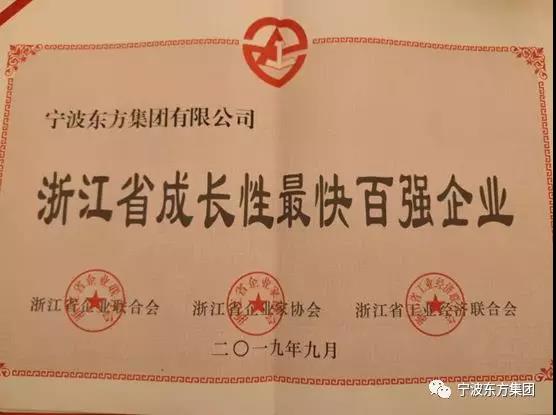 宁波东方集团有限公司
浙江省成长性最快百强企业
浙江省企业联合会 浙江省企业家协会 浙江省工业经济联合会
二〇一九年九月
宁波东方集团